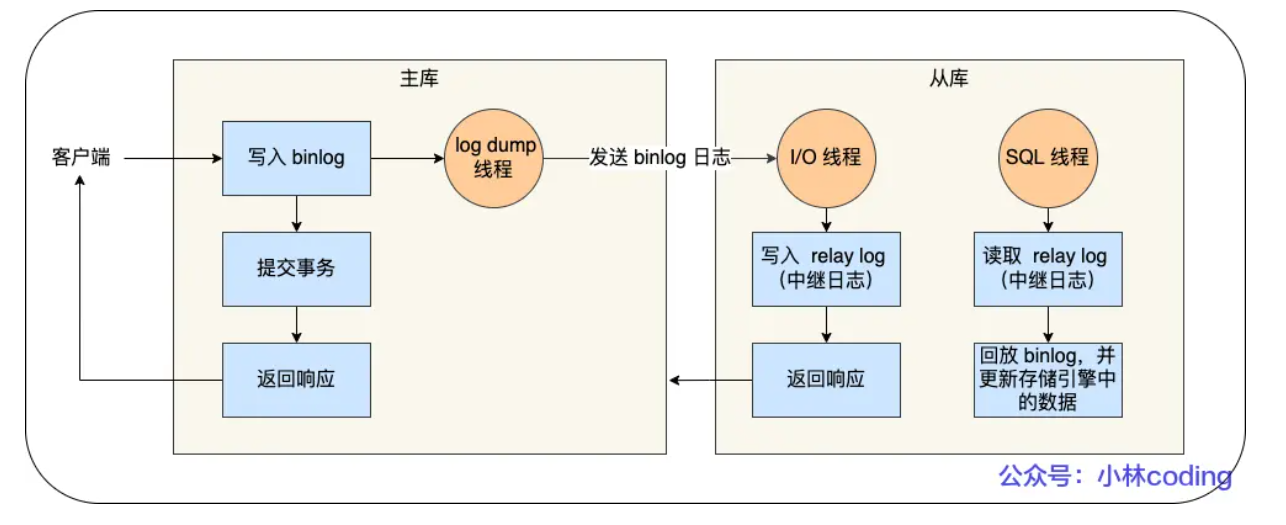 主库
从库
客户端
写入 binlog
log dump
线程
发送 binlog 日志
I/O 线程
SQL 线程
提交事务
写入 relay log
（中继日志）
读取 relay log
（中继日志）
返回响应
返回响应
回放 binlog，并
更新存储引擎中
的数据
公众号：小林coding